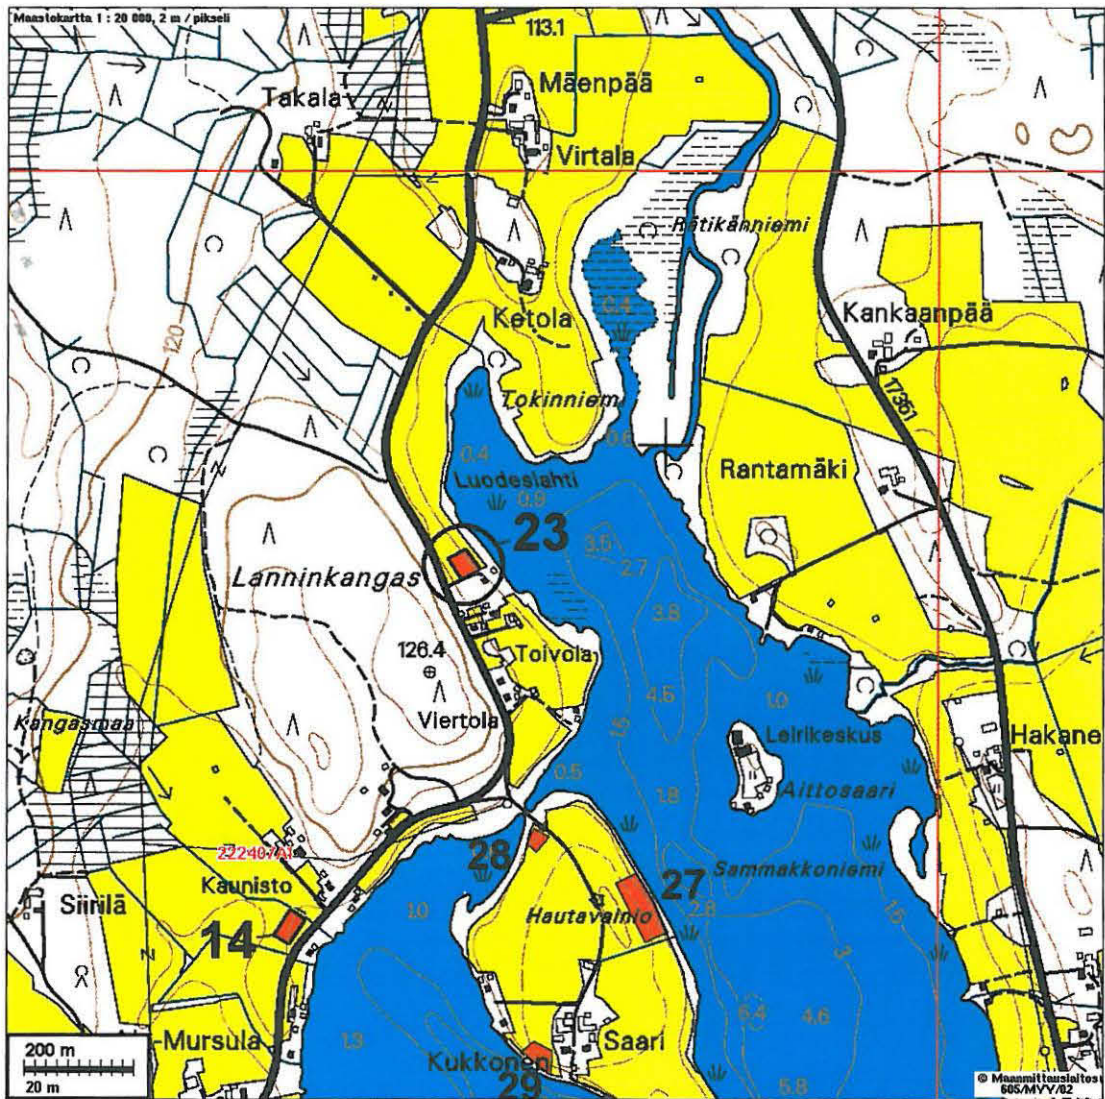 Maastokartta 1 : 20 000, 2 m / pikseli
113.1
Mäenpää
Takala
Virtala
Rätikänniemi
120
0.4
Ketola
Kankaanpää
17361
Tokinniem
0.6
0.4
Luodeslahti
Rantamäki
0.9
23
3.5
2.7
Lanninkangas
3.8
126.4
Toivola
4.5
1.0
1.5
Kangasmaa
Viertola
Leirikeskus
Hakane
0.5
1.8
Aittosaari
222407A1
28
Sammakkoniemi
Kaunisto
27
Siirilä
1.0
Hautavainio
2.8
1.5
14
3
6.4
4.6
200 m
-Mursula
1.3
Saari
20 m
Kukkonen
29
5.8
© Maanmittauslaitos
605/MYY/02